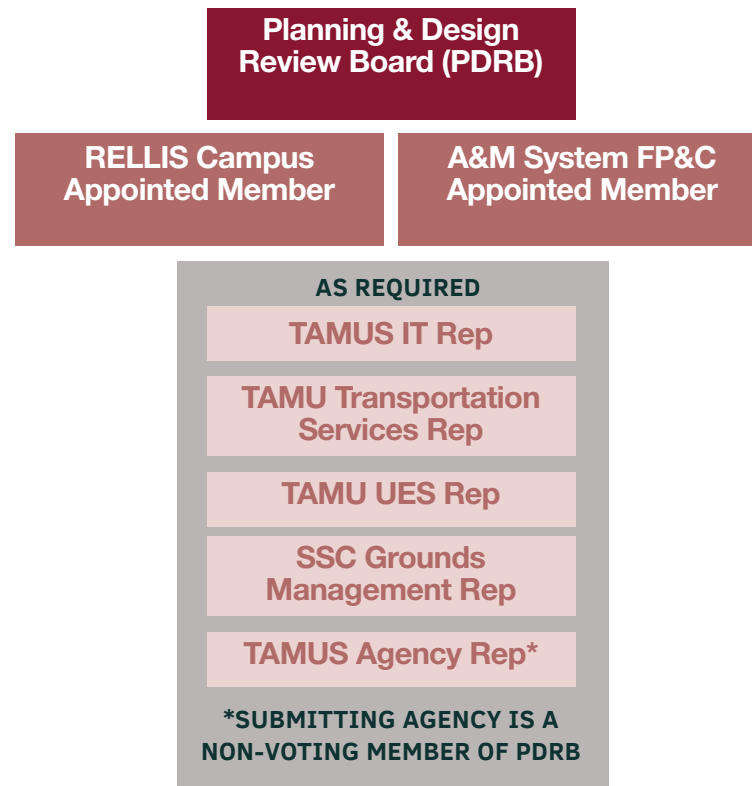 Planning & Design
Review Board (PDRB)
RELLIS Campus
Appointed Member
A&M System FP&C
Appointed Member
AS REQUIRED
TAMUS IT Rep
TAMU Transportation
Services Rep
TAMU UES Rep
SSC Grounds
Management Rep
TAMUS Agency Rep*
*SUBMITTING AGENCY IS A
NON-VOTING MEMBER OF PDRB